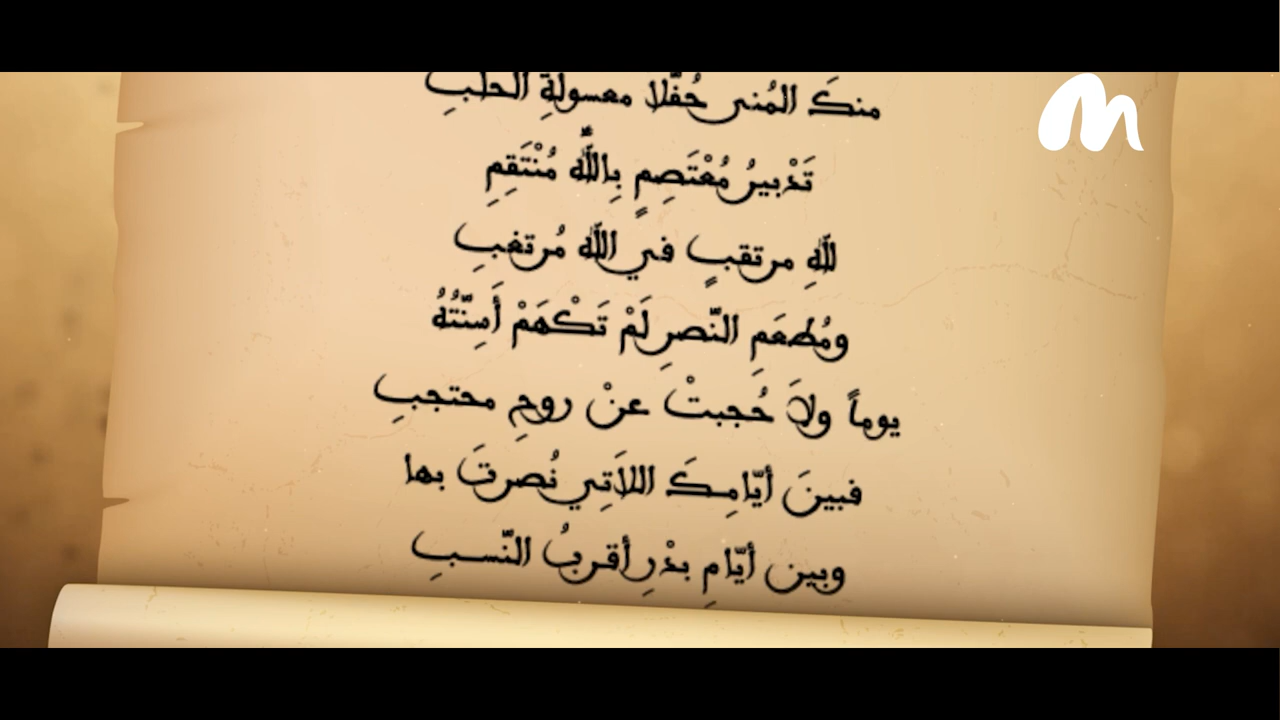 منكَ المُنى حُفَّلا معسولةَ الحلبِ
تَدْبيرُ مُعْتَصِمٍ بِاللَّهِ مُنْتَقِمِ
للهِ مرتقبٍ في الله مُرتغبِ
ومُطعَمِ النّصرِ لَمْ تَكْهَمْ أَسِنّتُهُ
يوماً ولاَ حُجبتْ عنْ روحِ محتجبِ
فبينَ أيّامِكَ اللاَتي نُصرتَ بها
وبين أيّامِ بدْرِ أقربُ النّسبِ